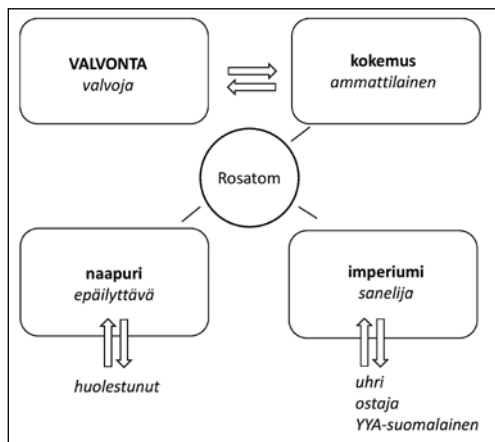 VALVONTA
valvoja
kokemus
ammattilainen
Rosatom
naapuri
epäilyttävä
imperiumi
sanelija
huolestunut
uhri
ostaja
YYA-suomalainen